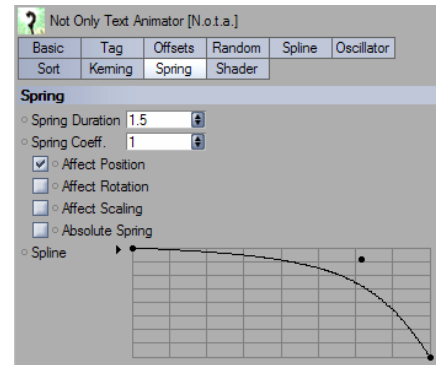 Not Only Text Animator [N.o.t.a.]
Basic Tag Offsets Random Spline Oscillator
Sort Kerning Spring Shader
Spring
Spring Duration 1.5
Spring Coeff. 1
Affect Position
Affect Rotation
Affect Scaling
Absolute Spring
Spline